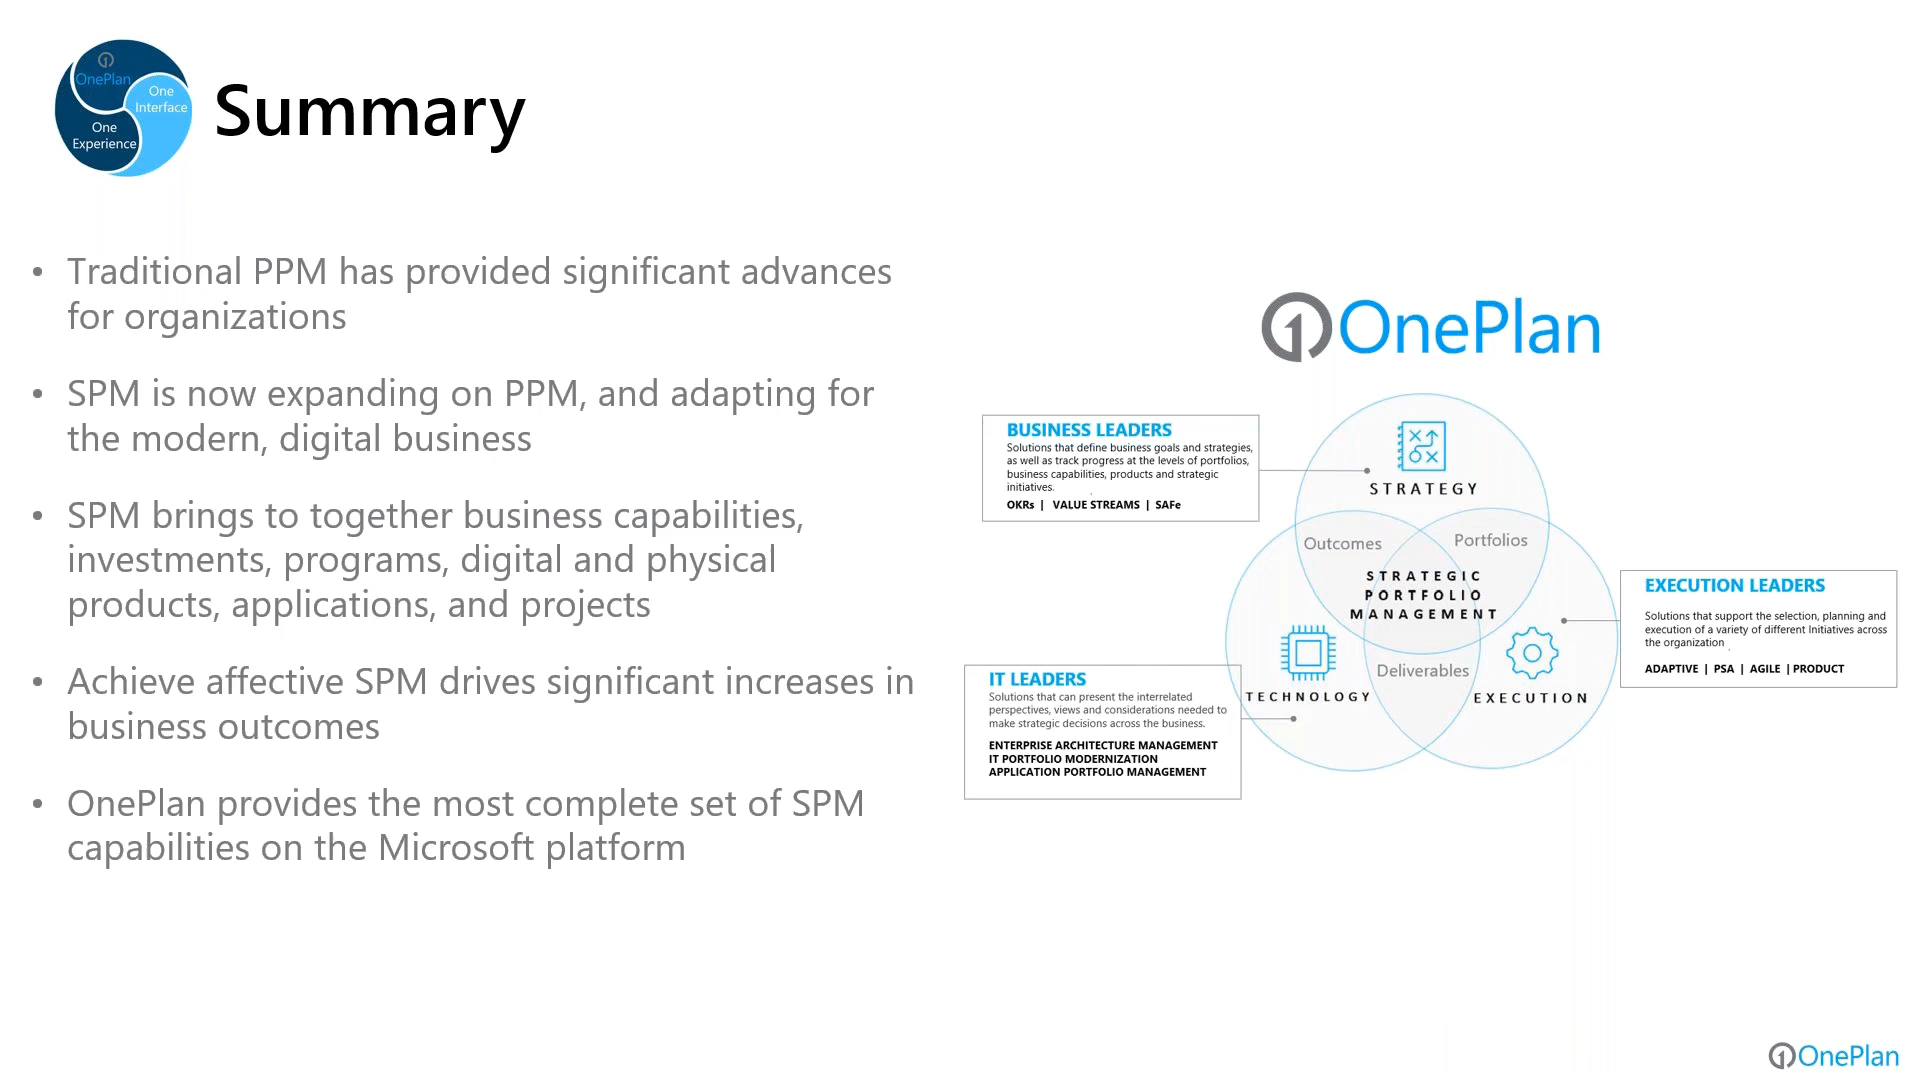 OnePlan
One
Interface
One
Experience
Summary
• Traditional PPM has provided significant advances
for organizations
• SPM is now expanding on PPM, and adapting for
the modern, digital business
• SPM brings to together business capabilities,
investments, programs, digital and physical
products, applications, and projects
• Achieve affective SPM drives significant increases in
business outcomes
• OnePlan provides the most complete set of SPM
capabilities on the Microsoft platform
OnePlan
BUSINESS LEADERS
Solutions that define business goals and strategies,
as well as track progress at the levels of portfolios,
business capabilities, products and strategic
initiatives.
OKRs | VALUE STREAMS | SAFe
STRATEGY
Outcomes
Portfolios
STRATEGIC
PORTFOLIO
MANAGEMENT
EXECUTION LEADERS
Solutions that support the selection, planning and
execution of a variety of different Initiatives across
the organization
ADAPTIVE | PSA | AGILE | PRODUCT
Deliverables
TECHNOLOGY
EXECUTION
IT LEADERS
Solutions that can present the interrelated
perspectives, views and considerations needed to
make strategic decisions across the business.
ENTERPRISE ARCHITECTURE MANAGEMENT
IT PORTFOLIO MODERNIZATION
APPLICATION PORTFOLIO MANAGEMENT
OnePlan